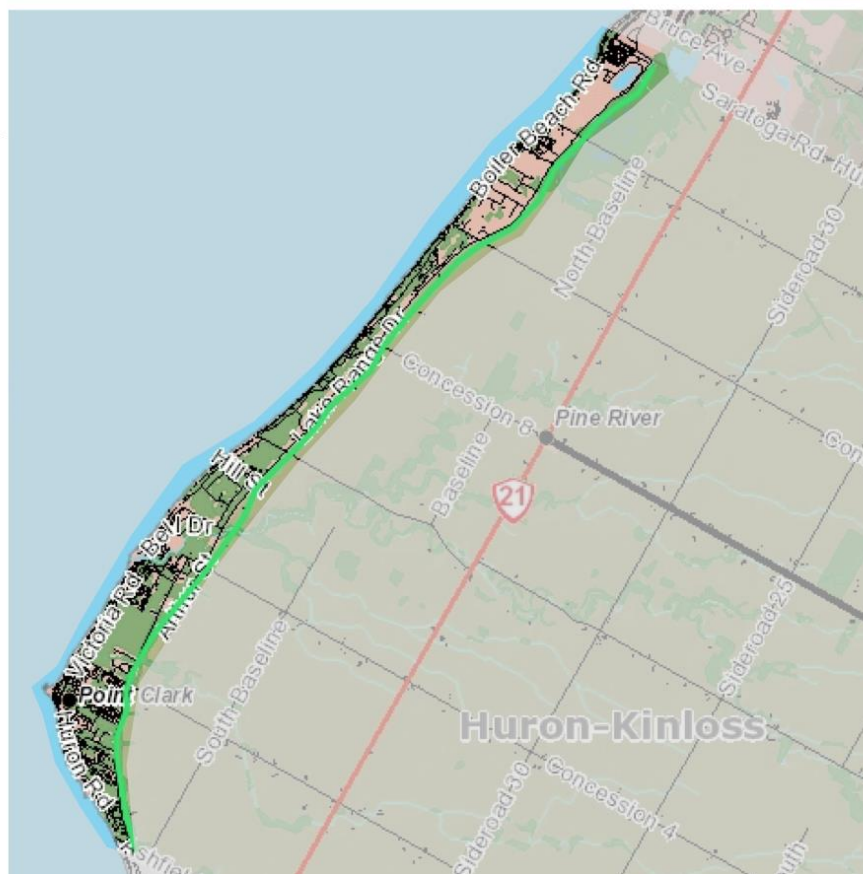 Bruce Ave
Boiler Beach Rd
Saratoga Rd
North Baseline
Sideroad-30
Lake Range Dr
Concession-8
Pine River
Baseline
21
Hill S
Bell Dr
Victoria Rd
Point Clark
South-Baseline
Sideroad-25
Huron-Kinloss
Huron-Rd
Sideroad-30
Concession-4